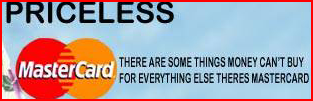 PRICELESS
MasterCard
THERE ARE SOME THINGS MONEY CAN'T BUY
FOR EVERYTHING ELSE THERES MASTERCARD